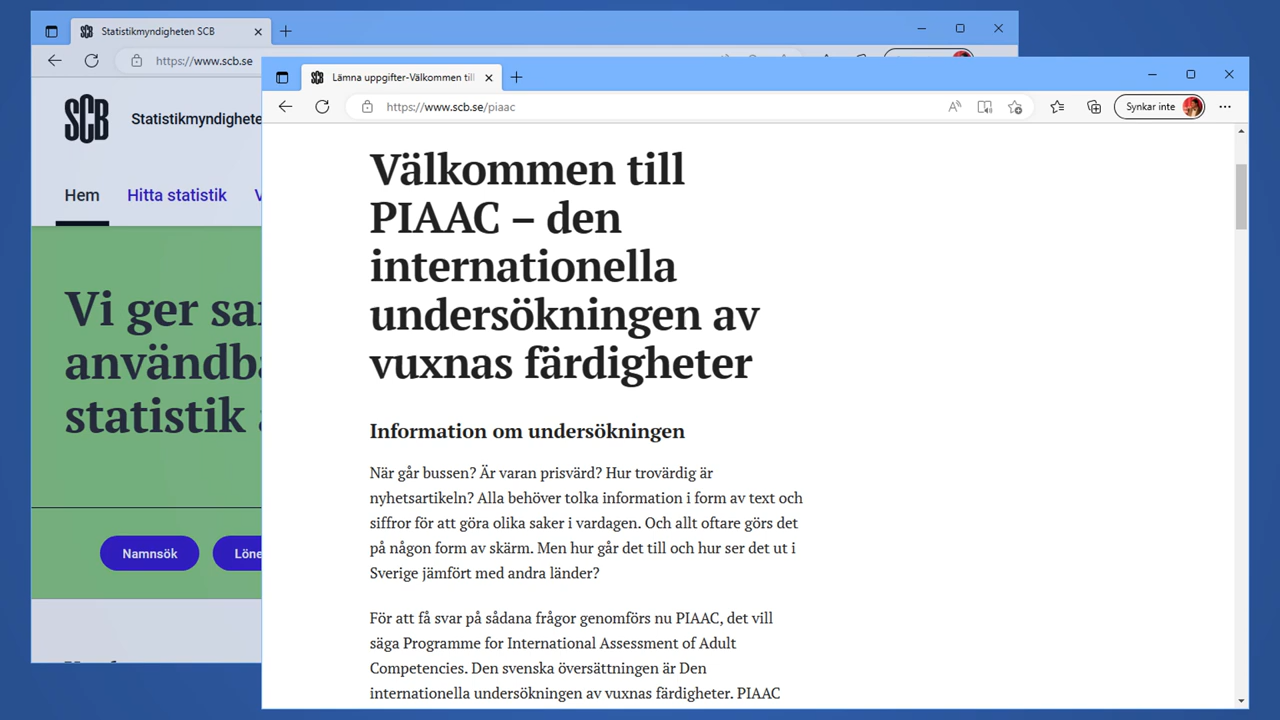 Statistikmyndigheten SCB
https://www.scb.se
SCB
Hem
Hitta statistik
Vi ger
användb
statistik
Namnsök
Löne
Lämna uppgifter-Välkommen till
https://www.scb.se/piaac
Synkar inte
Välkommen till
PIAAC – den
internationella
undersökningen av
vuxnas färdigheter
Information om undersökningen
När går bussen? Är varan prisvärd? Hur trovärdig är
nyhetsartikeln? Alla behöver tolka information i form av text och
siffror för att göra olika saker i vardagen. Och allt oftare görs det
på någon form av skärm. Men hur går det till och hur ser det ut i
Sverige jämfört med andra länder?
För att få svar på sådana frågor genomförs nu PIAAC, det vill
säga Programme for International Assessment of Adult
Competencies. Den svenska översättningen är Den
internationella undersökningen av vuxnas färdigheter. PIAAC